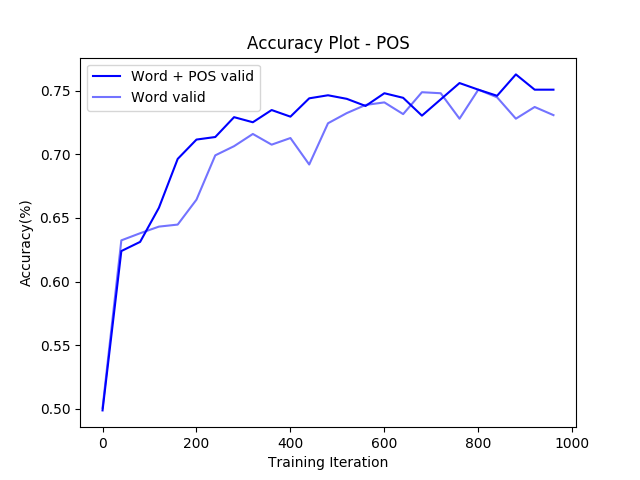 Accuracy Plot - POS
Word + POS valid
Word valid
0.75
0.70
0.65
0.60
0.55
0.50
Accuracy(%)
0 200 400 600 800 1000
Training Iteration